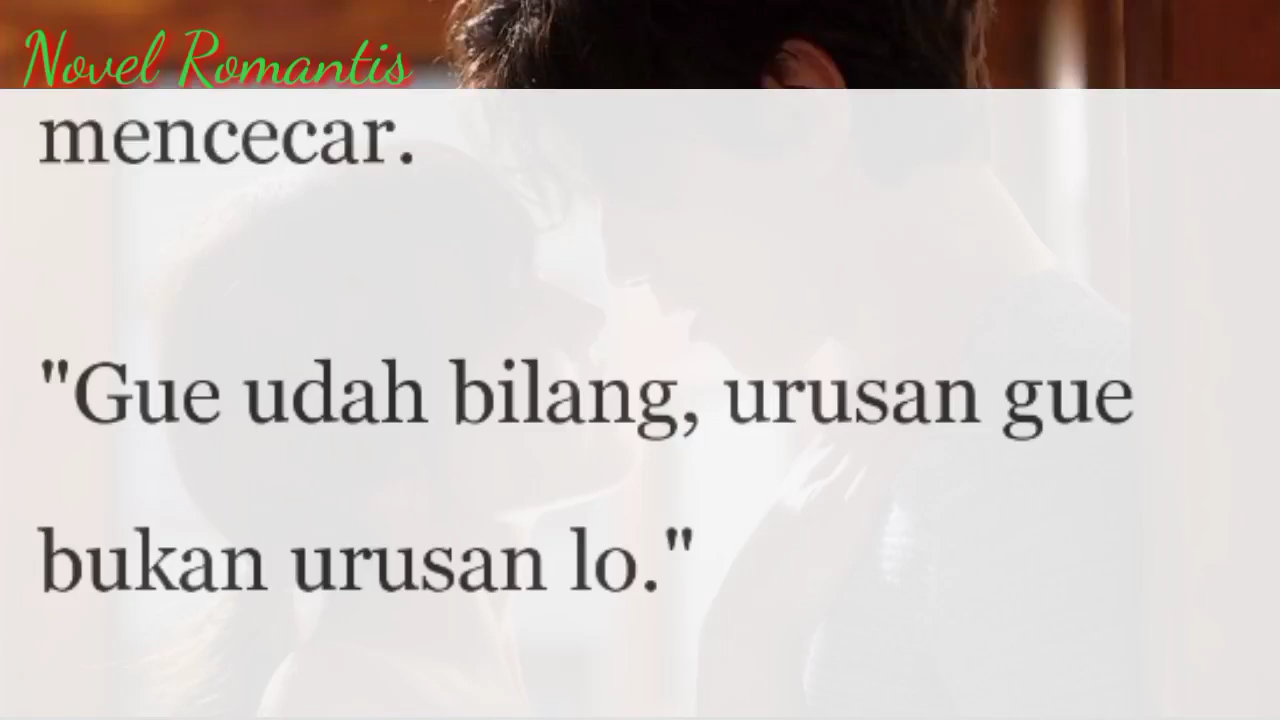 Novel Romantis
mencecar.
"Gue udah bilang, urusan gue
bukan urusan lo."